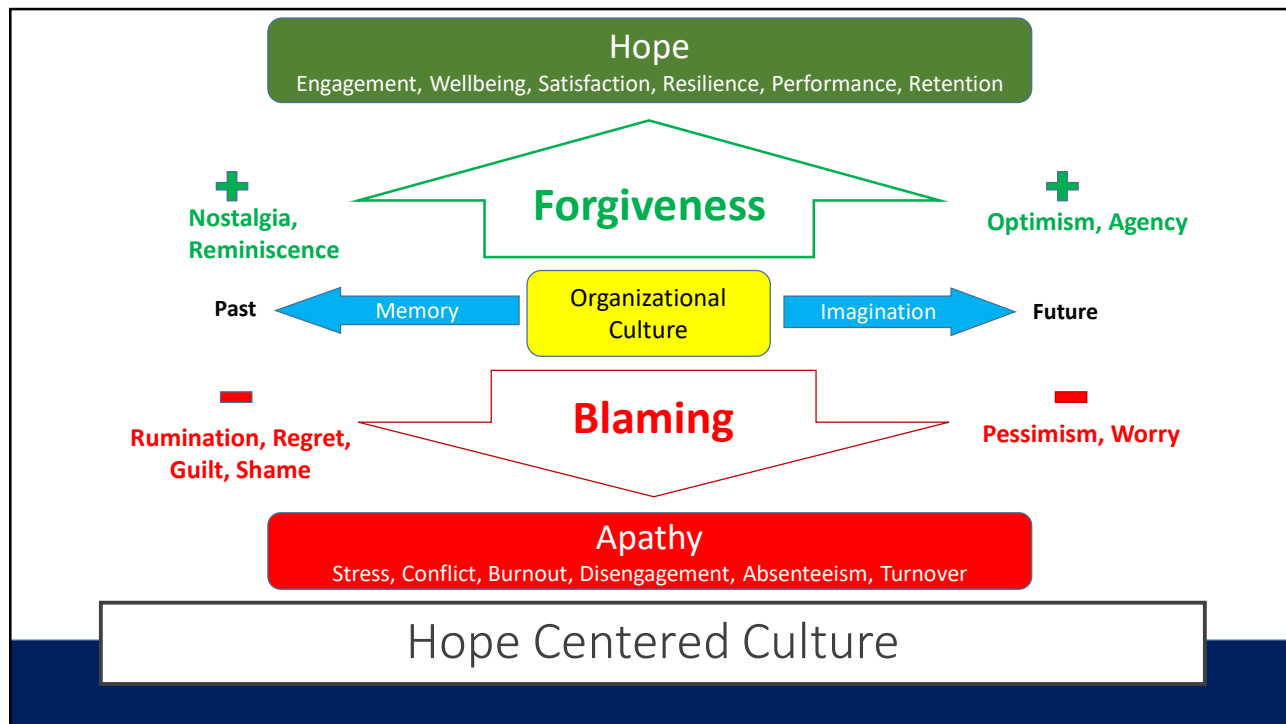 Hope
Engagement, Wellbeing, Satisfaction, Resilience, Performance, Retention
Forgiveness
Nostalgia,
Reminiscence
Optimism, Agency
Past
Memory
Organizational
Culture
Imagination
Future
Blaming
Rumination, Regret,
Guilt, Shame
Pessimism, Worry
Apathy
Stress, Conflict, Burnout, Disengagement, Absenteeism, Turnover
Hope Centered Culture